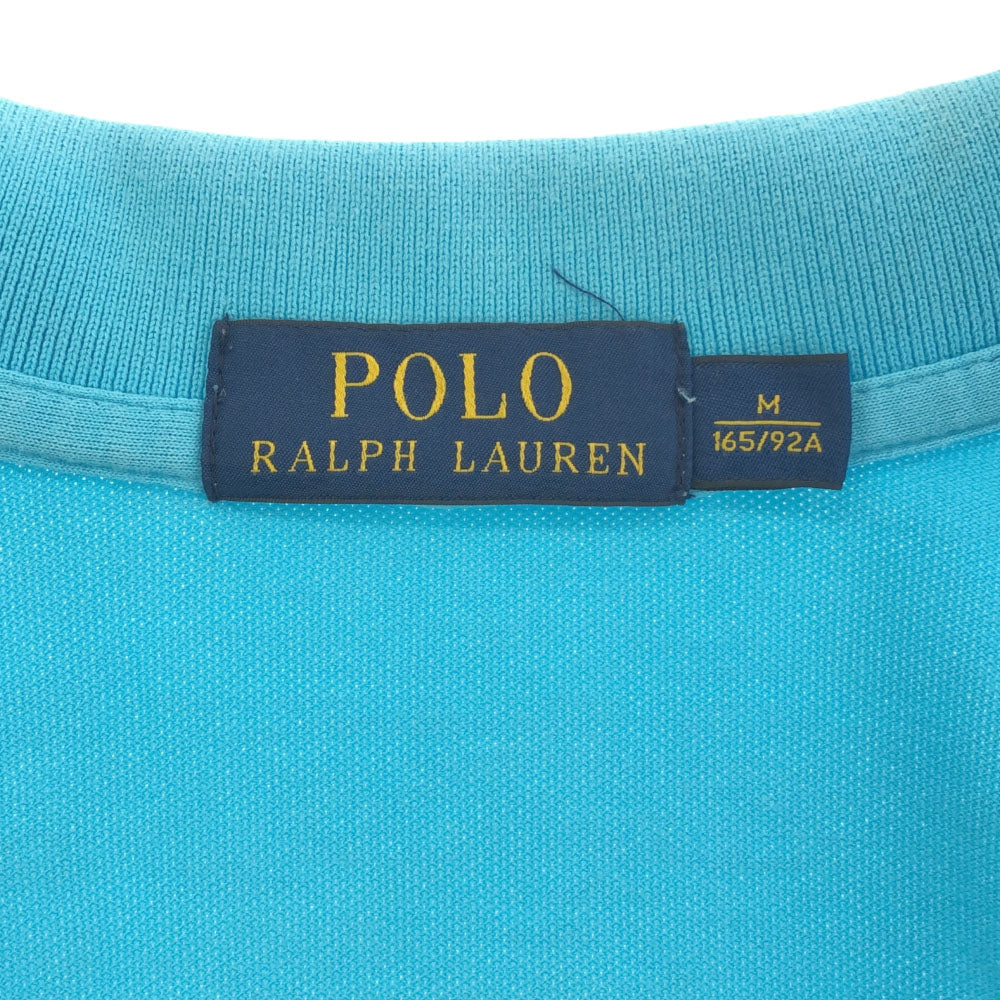 POLO
RALPH LAUREN
M
165/92A